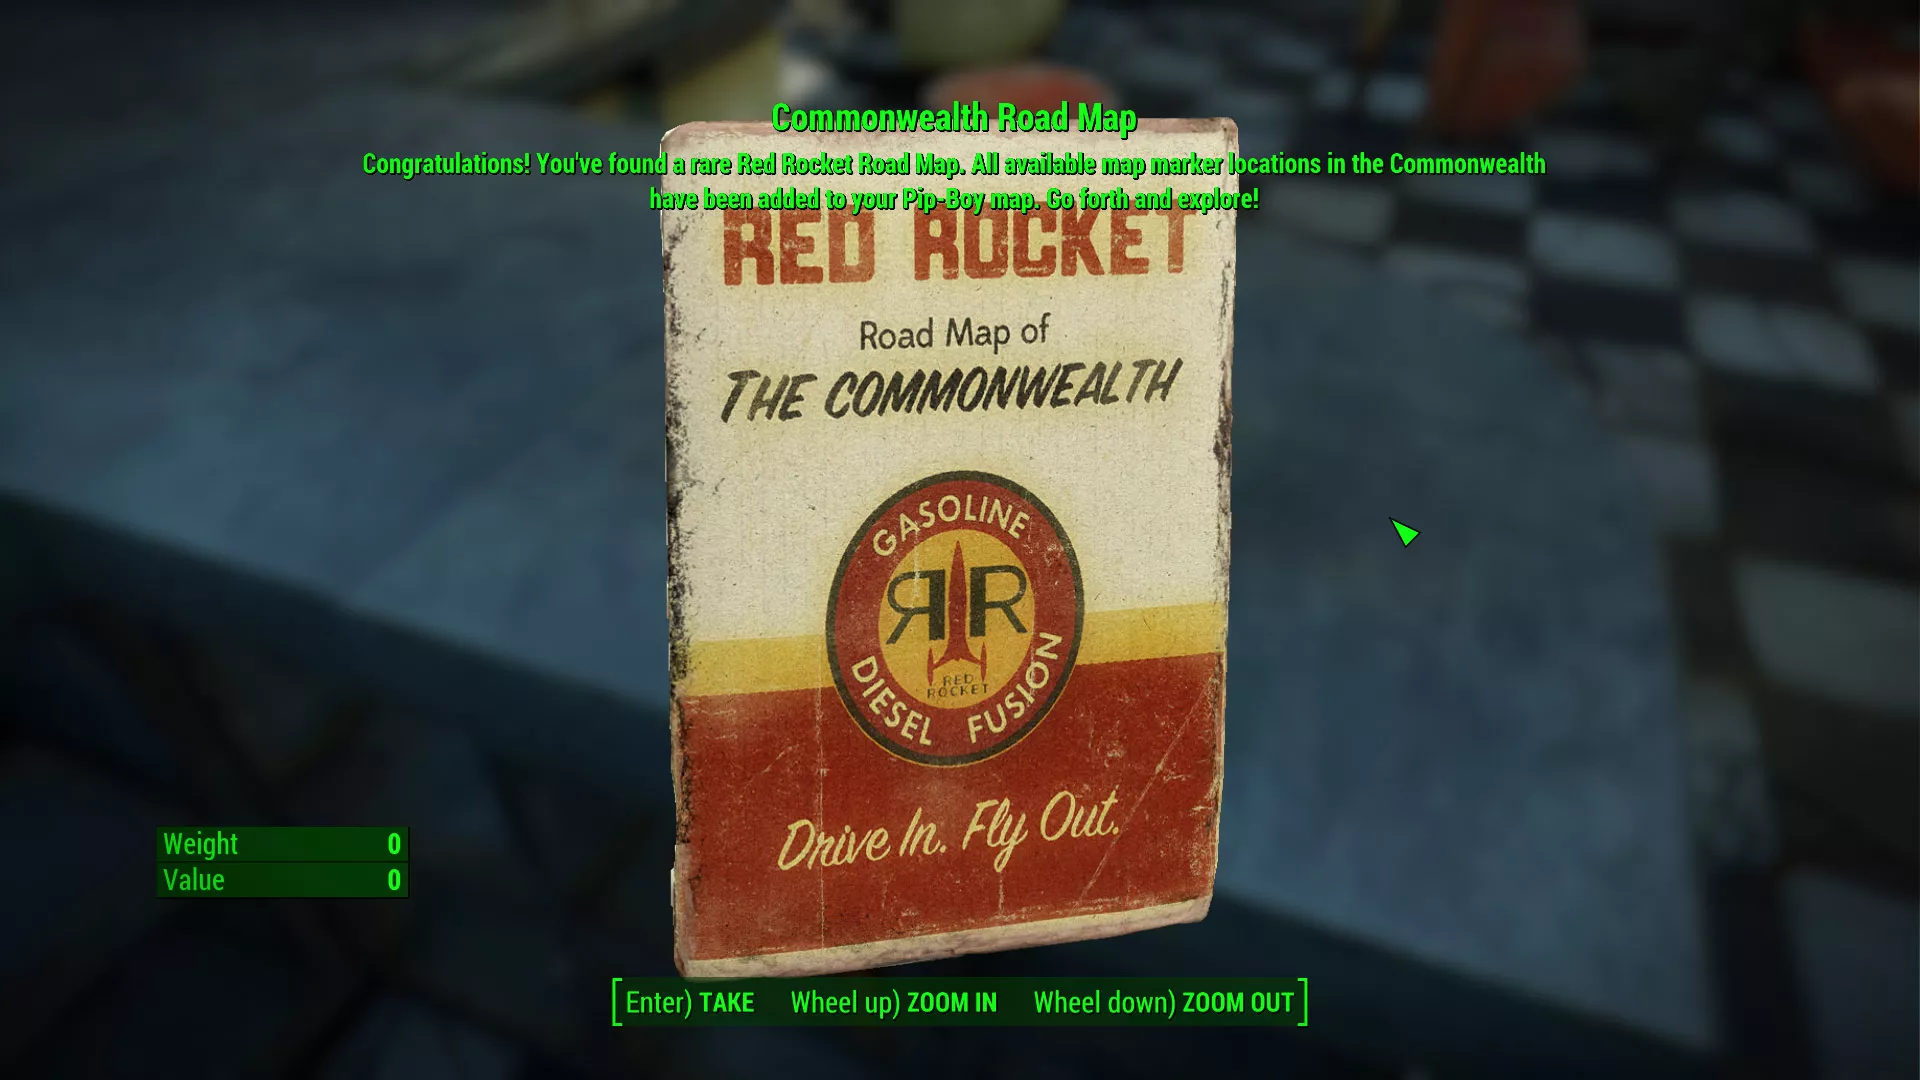 Commonwealth Road Map
Congratulations! You've found a rare Red Rocket Road Map. All available map marker locations in the Commonwealth
have been added to your Pip-Boy map. Go forth and explore!
RED ROCKET
Road Map of
THE COMMONWEALTH
GASOLINE
RR
RED
ROCKET
DIESEL FUSION
Drive In. Fly Out.
Weight 0
Value 0
[Enter) TAKE Wheel up) ZOOM IN Wheel down) ZOOM OUT]